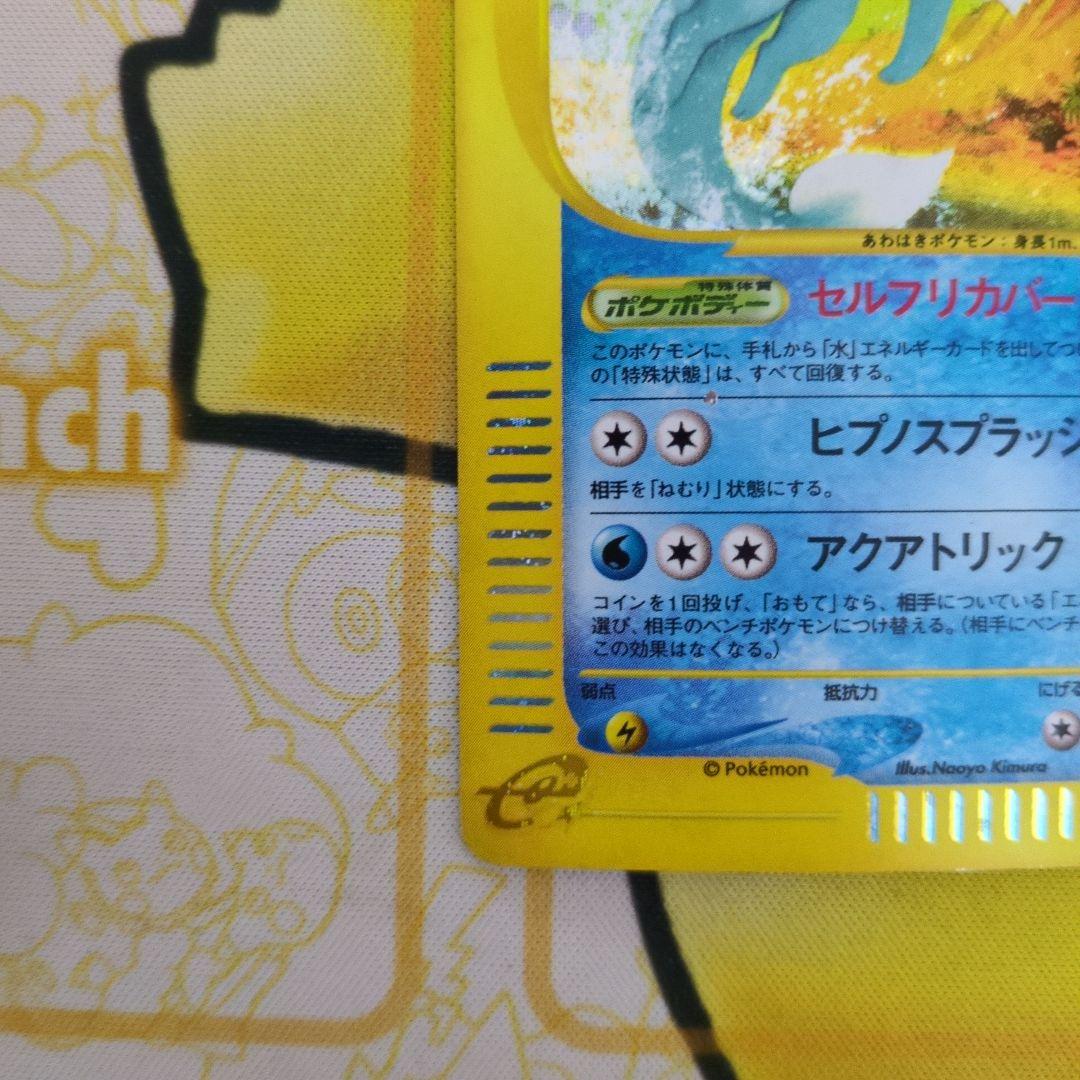 あわはきポケモン：身長1m、
特殊体質
ポケボディー セルフリカバー
このポケモンに、手札から「水」エネルギーカードを出してつ
の「特殊状態」は、すべて回復する。
ヒプノスプラッシ
相手を「ねむり」状態にする。
アクアトリック
コインを1回投げ、「おもて」なら、相手についている「エ
選び、相手のベンチポケモンにつけ替える。（相手にベンチ
この効果はなくなる。）
弱点 抵抗力 にげる
© Pokémon Illus.Naoyo Kimura
nch